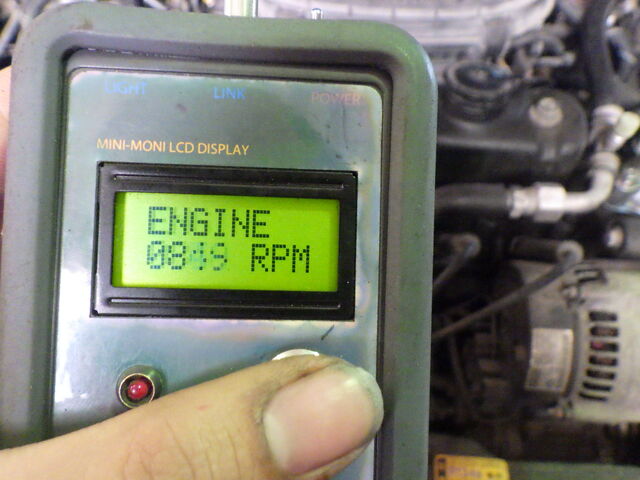 LIGHT LINK POWER
MINI-MONI LCD DISPLAY
ENGINE
0849 RPM